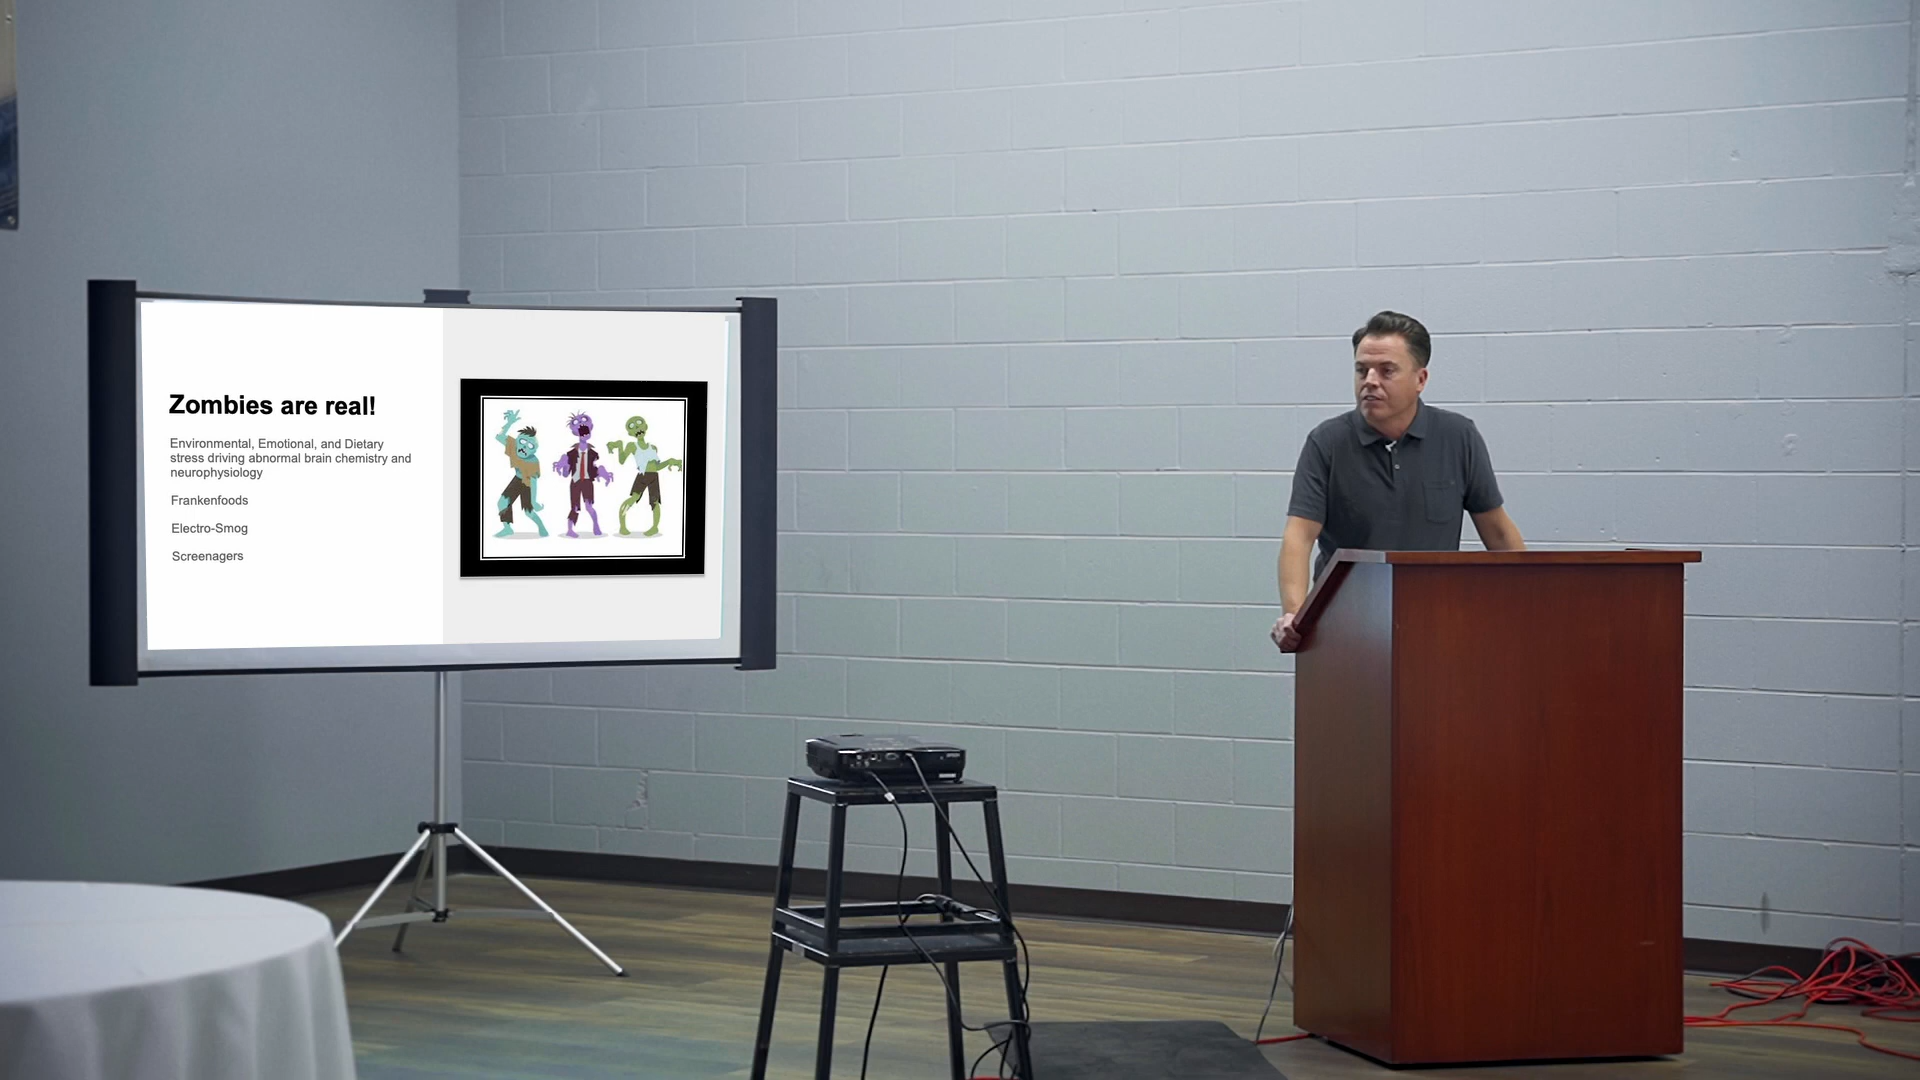 Zombies are real!
Environmental, Emotional, and Dietary
stress driving abnormal brain chemistry and
neurophysiology
Frankenfoods
Electro-Smog
Screenagers